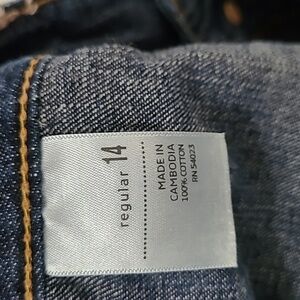 14
regular
MADE IN
CAMBODIA
100% COTTON
RN 54023